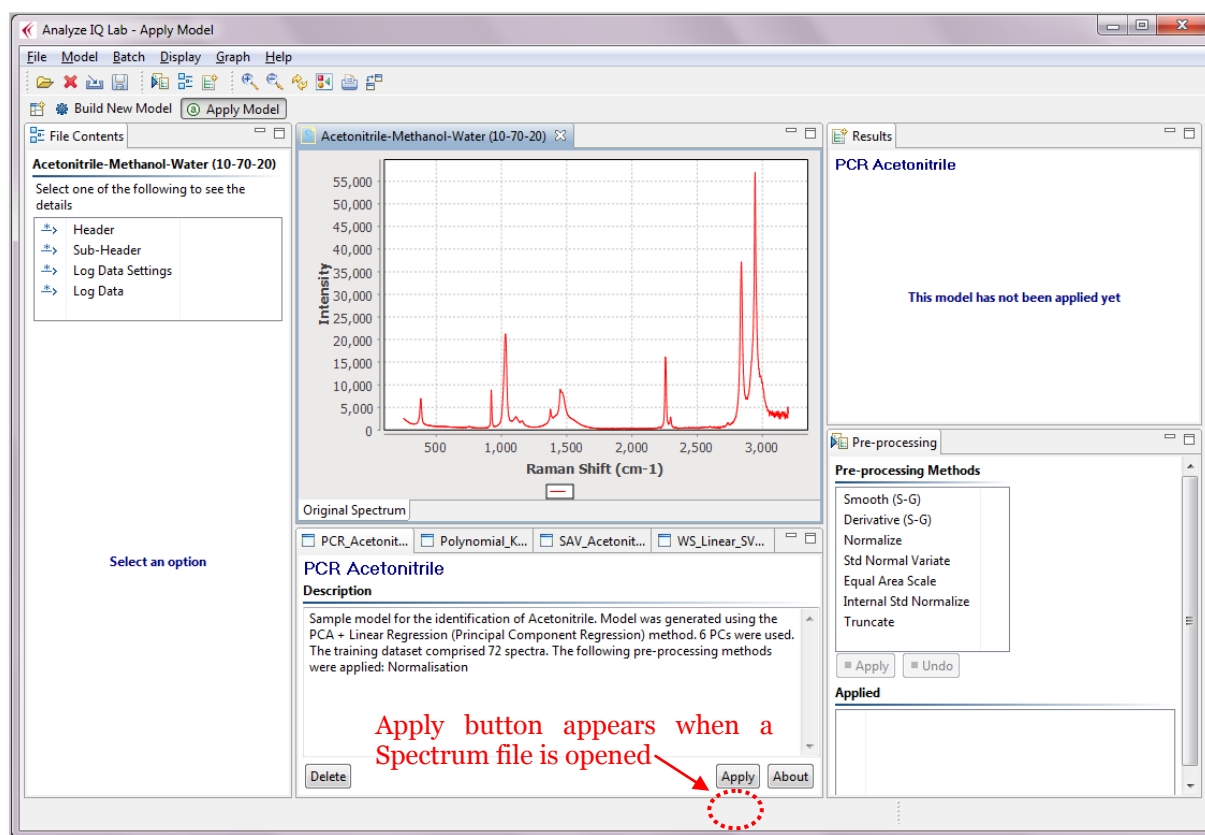 Analyze IQ Lab - Apply Model
File Model Batch Display Graph Help
Build New Model Apply Model
File Contents
Acetonitrile-Methanol-Water (10-70-20)
Select one of the following to see the
details
Header
Sub-Header
Log Data Settings
Log Data
Select an option
Acetonitrile-Methanol-Water (10-70-20)
55,000
50,000
45,000
40,000
35,000
30,000
25,000
20,000
15,000
10,000
5,000
0
Intensity
500 1,000 1,500 2,000 2,500 3,000
Raman Shift (cm-1)
Original Spectrum
PCR_Acetonit... Polynomial_K... SAV_Acetonit... WS_Linear_SV...
PCR Acetonitrile
Description
Sample model for the identification of Acetonitrile. Model was generated using the
PCA + Linear Regression (Principal Component Regression) method. 6 PCs were used.
The training dataset comprised 72 spectra. The following pre-processing methods
were applied: Normalisation
Apply button appears when a
Spectrum file is opened
Delete Apply About
Results
PCR Acetonitrile
This model has not been applied yet
Pre-processing
Pre-processing Methods
Smooth (S-G)
Derivative (S-G)
Normalize
Std Normal Variate
Equal Area Scale
Internal Std Normalize
Truncate
Apply Undo
Applied